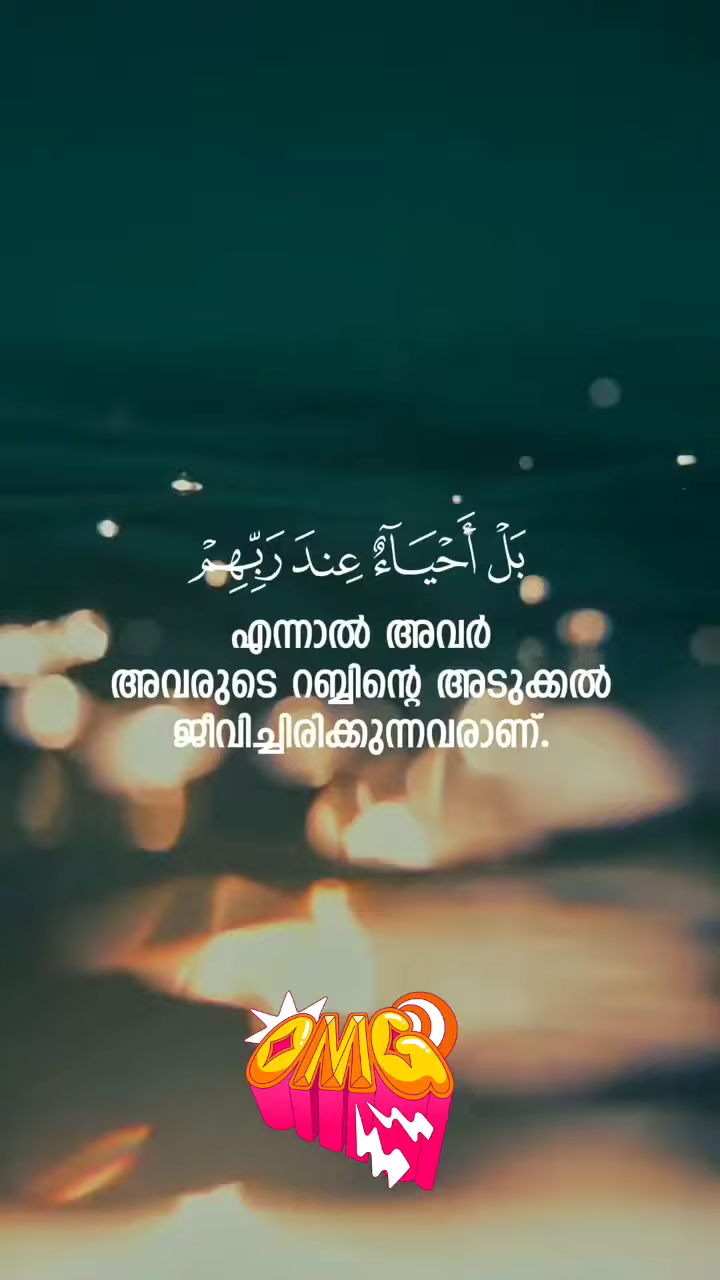 بَلْ أَحْيَآءٌ عِندَ رَبِّهِمْ
എന്നാൽ അവർ
അവരുടെ റബ്ബിന്റെ അടുക്കൽ
ജീവിച്ചിരിക്കുന്നവരാണ്.
OMG